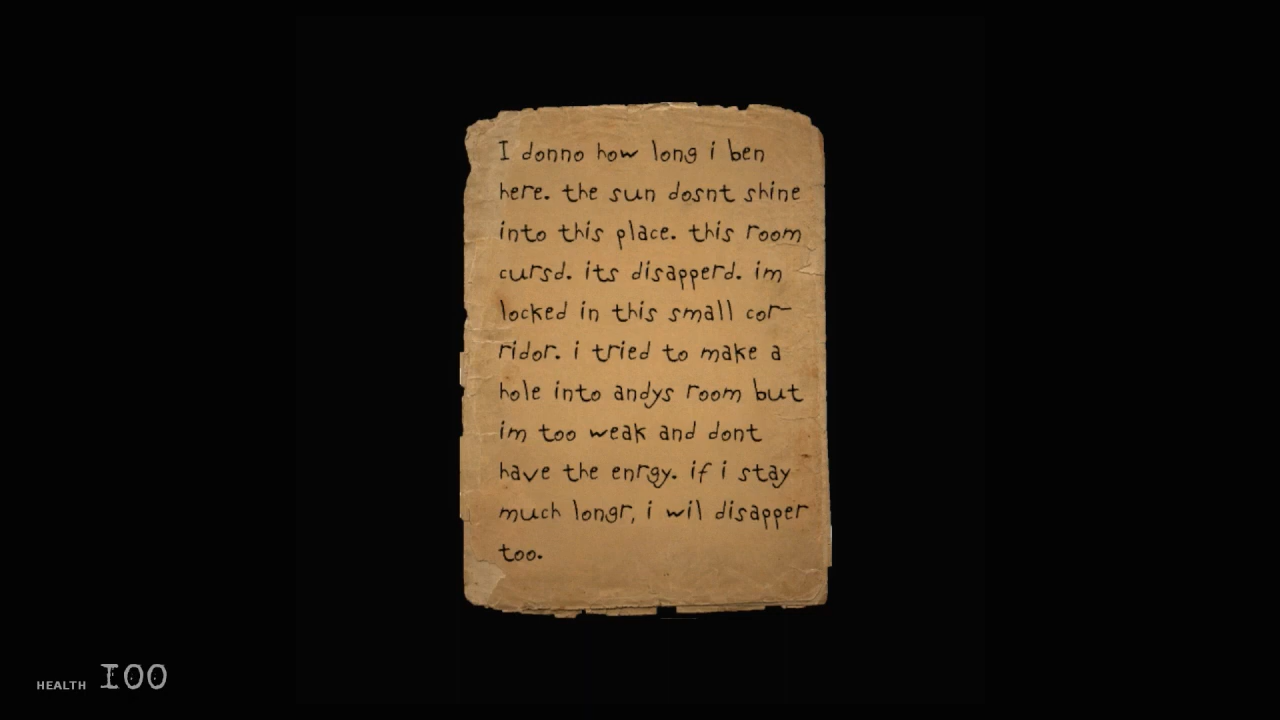 I donno how long i ben
here. the sun dosnt shine
into this place. this room
cursd. its disapperd. im
locked in this small cor-
ridor. i tried to make a
hole into andys room but
im too weak and dont
have the enrgy. if i stay
much longr, i wil disapper
too.
HEALTH 100